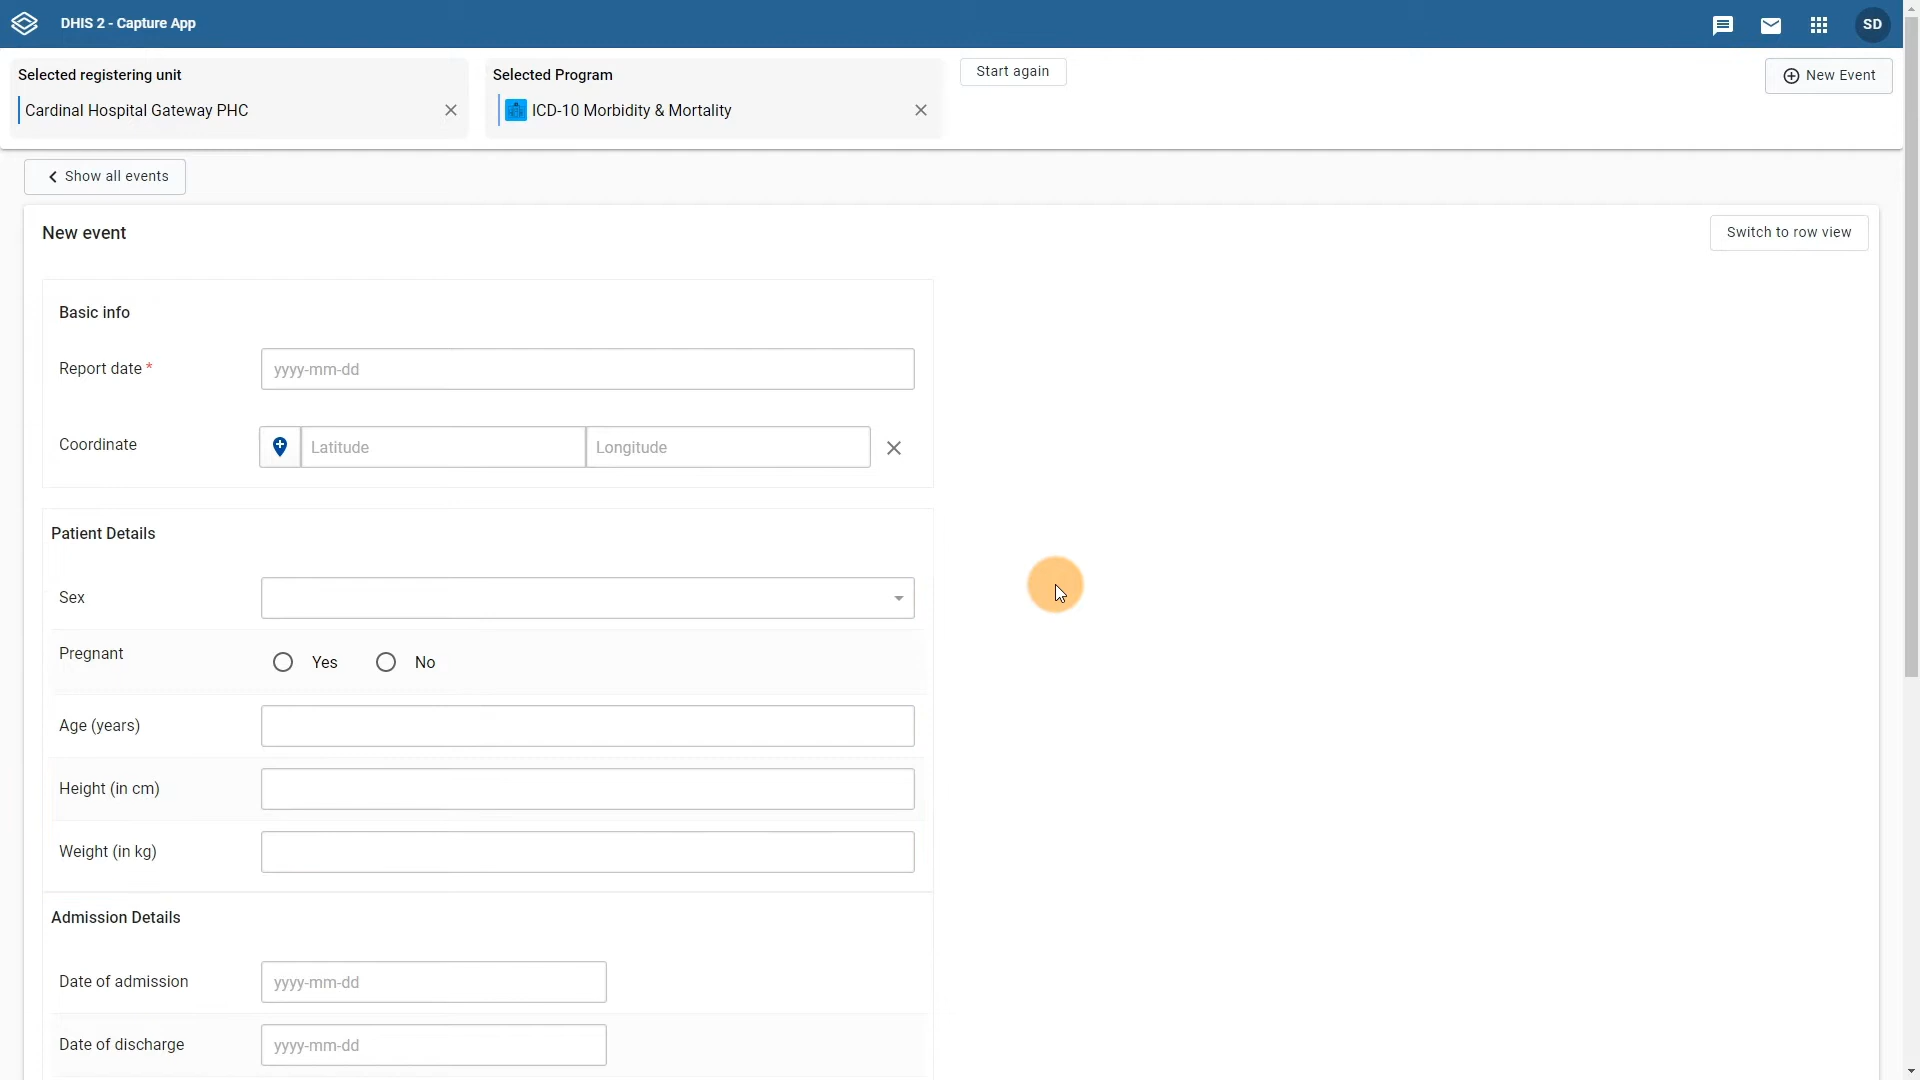 DHIS 2 - Capture App
SD
Selected registering unit
Cardinal Hospital Gateway PHC
Selected Program
ICD-10 Morbidity & Mortality
Start again
New Event
Show all events
New event
Switch to row view
Basic info
Report date *
yyyy-mm-dd
Coordinate
Latitude
Longitude
Patient Details
Sex
Pregnant
Yes
No
Age (years)
Height (in cm)
Weight (in kg)
Admission Details
Date of admission
yyyy-mm-dd
Date of discharge
yyyy-mm-dd